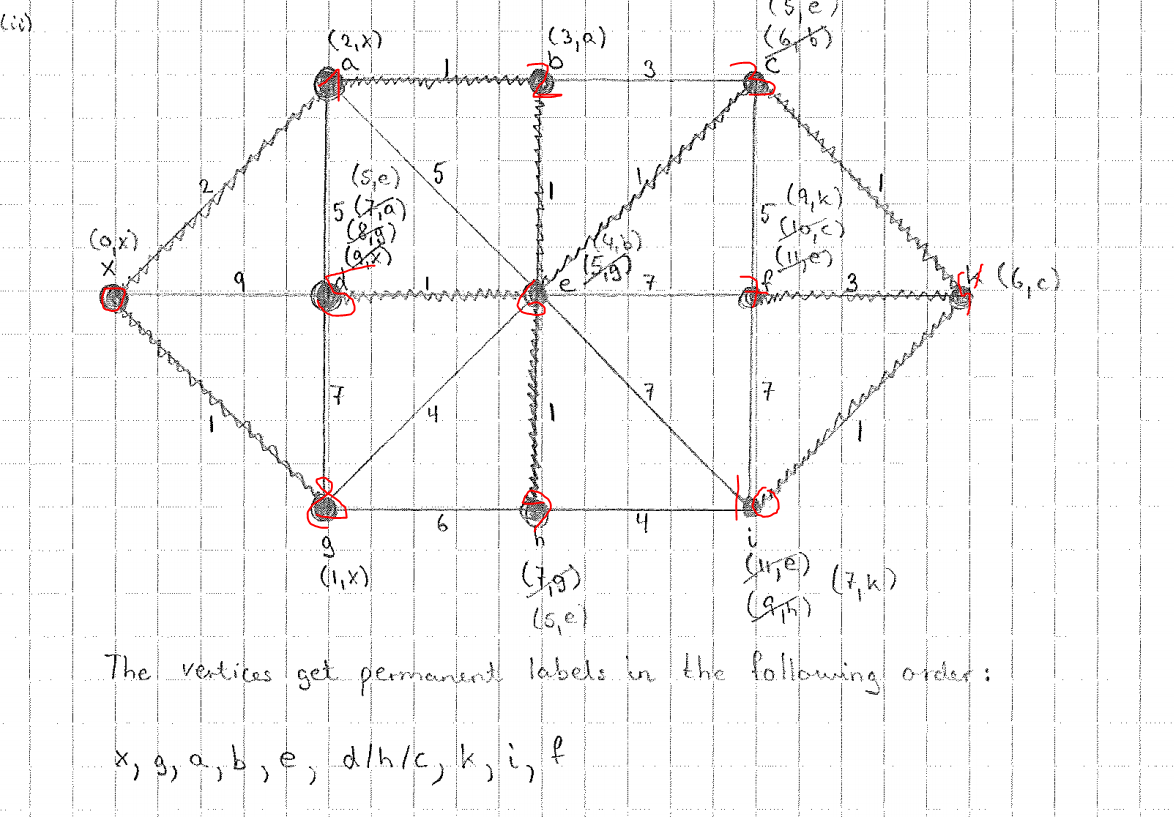 (ii)
(5,e)
(6,b)
(2,x)
(3,a)
a
b
c
1
3
2
5
1
1
1
(5,e)
5 (7,a)
(8,g)
(9,x)
5 (9,k)
(10,c)
(11,e)
(0,x)
x
(4,b)
(5,g)
9
d
1
e
7
f
3
k (6,c)
1
7
4
1
7
7
1
6
4
g
h
i
(1,x)
(7,g)
(5,e)
(11,e)
(9,h)
(7,k)
The vertices get permanent labels in the following order:
x, g, a, b, e, d/h/c, k, i, f